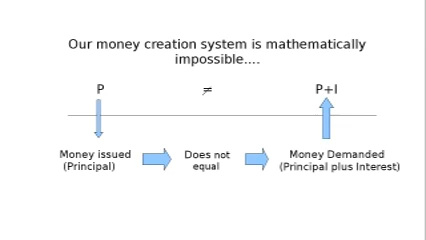 Our money creation system is mathematically
impossible....
P ≠ P+I
Money issued Does not Money Demanded
(Principal) equal (Principal plus Interest)